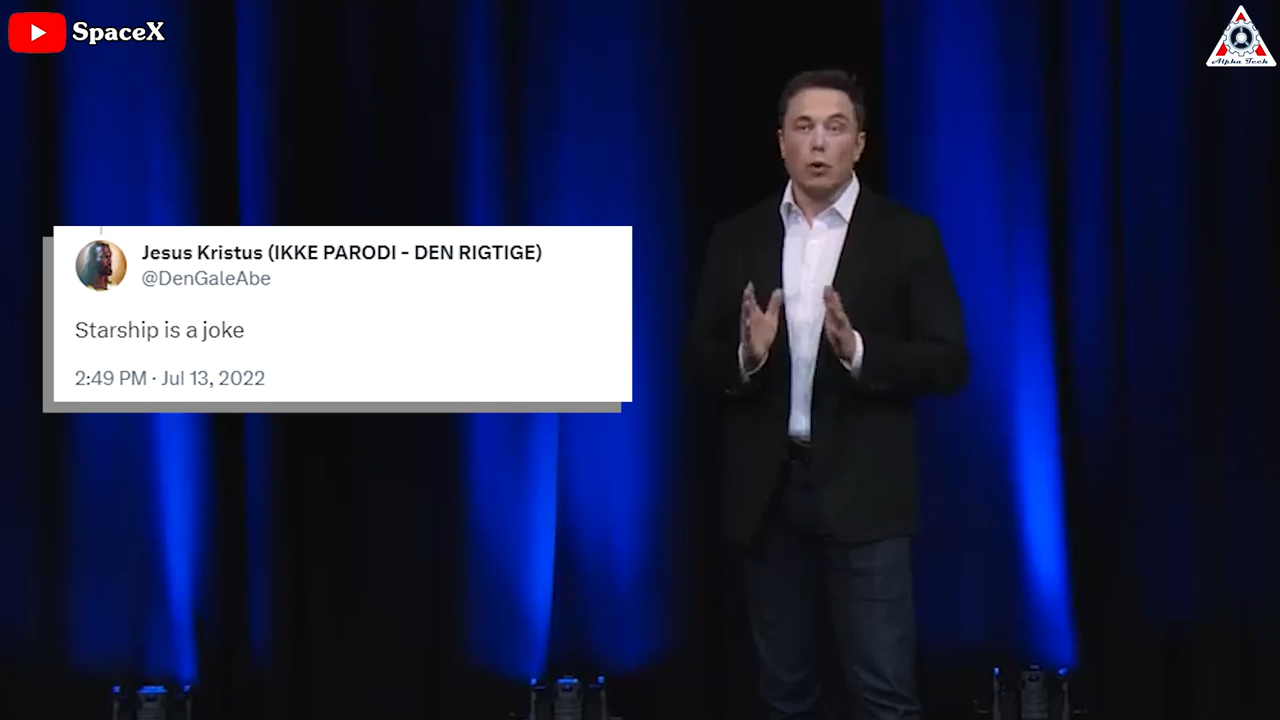 SpaceX
Alpha Tech
Jesus Kristus (IKKE PARODI - DEN RIGTIGE)
@DenGaleAbe
Starship is a joke
2:49 PM · Jul 13, 2022